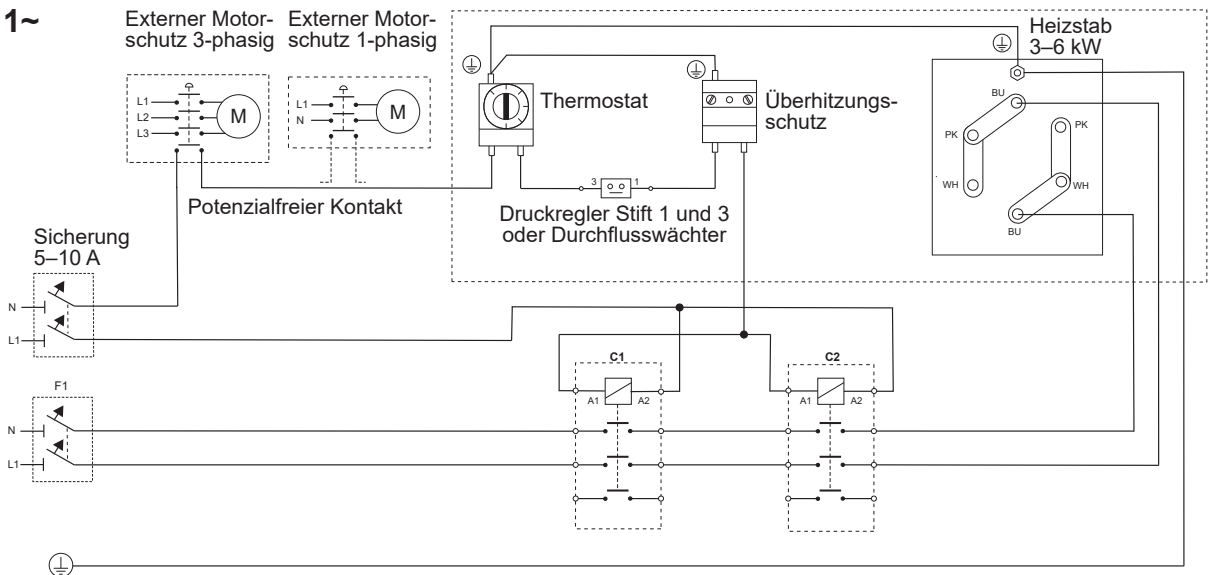 1~
Externer Motor-
schutz 3-phasig
Externer Motor-
schutz 1-phasig
Heizstab
3–6 kW
L1
L2
L3
M
L1
N
M
Thermostat
Überhitzungs-
schutz
BU
PK
WH
PK
WH
BU
3
1
Potenzialfreier Kontakt
Druckregler Stift 1 und 3
oder Durchflusswächter
Sicherung
5–10 A
N
L1
C1
A1
A2
C2
A1
A2
F1
N
L1